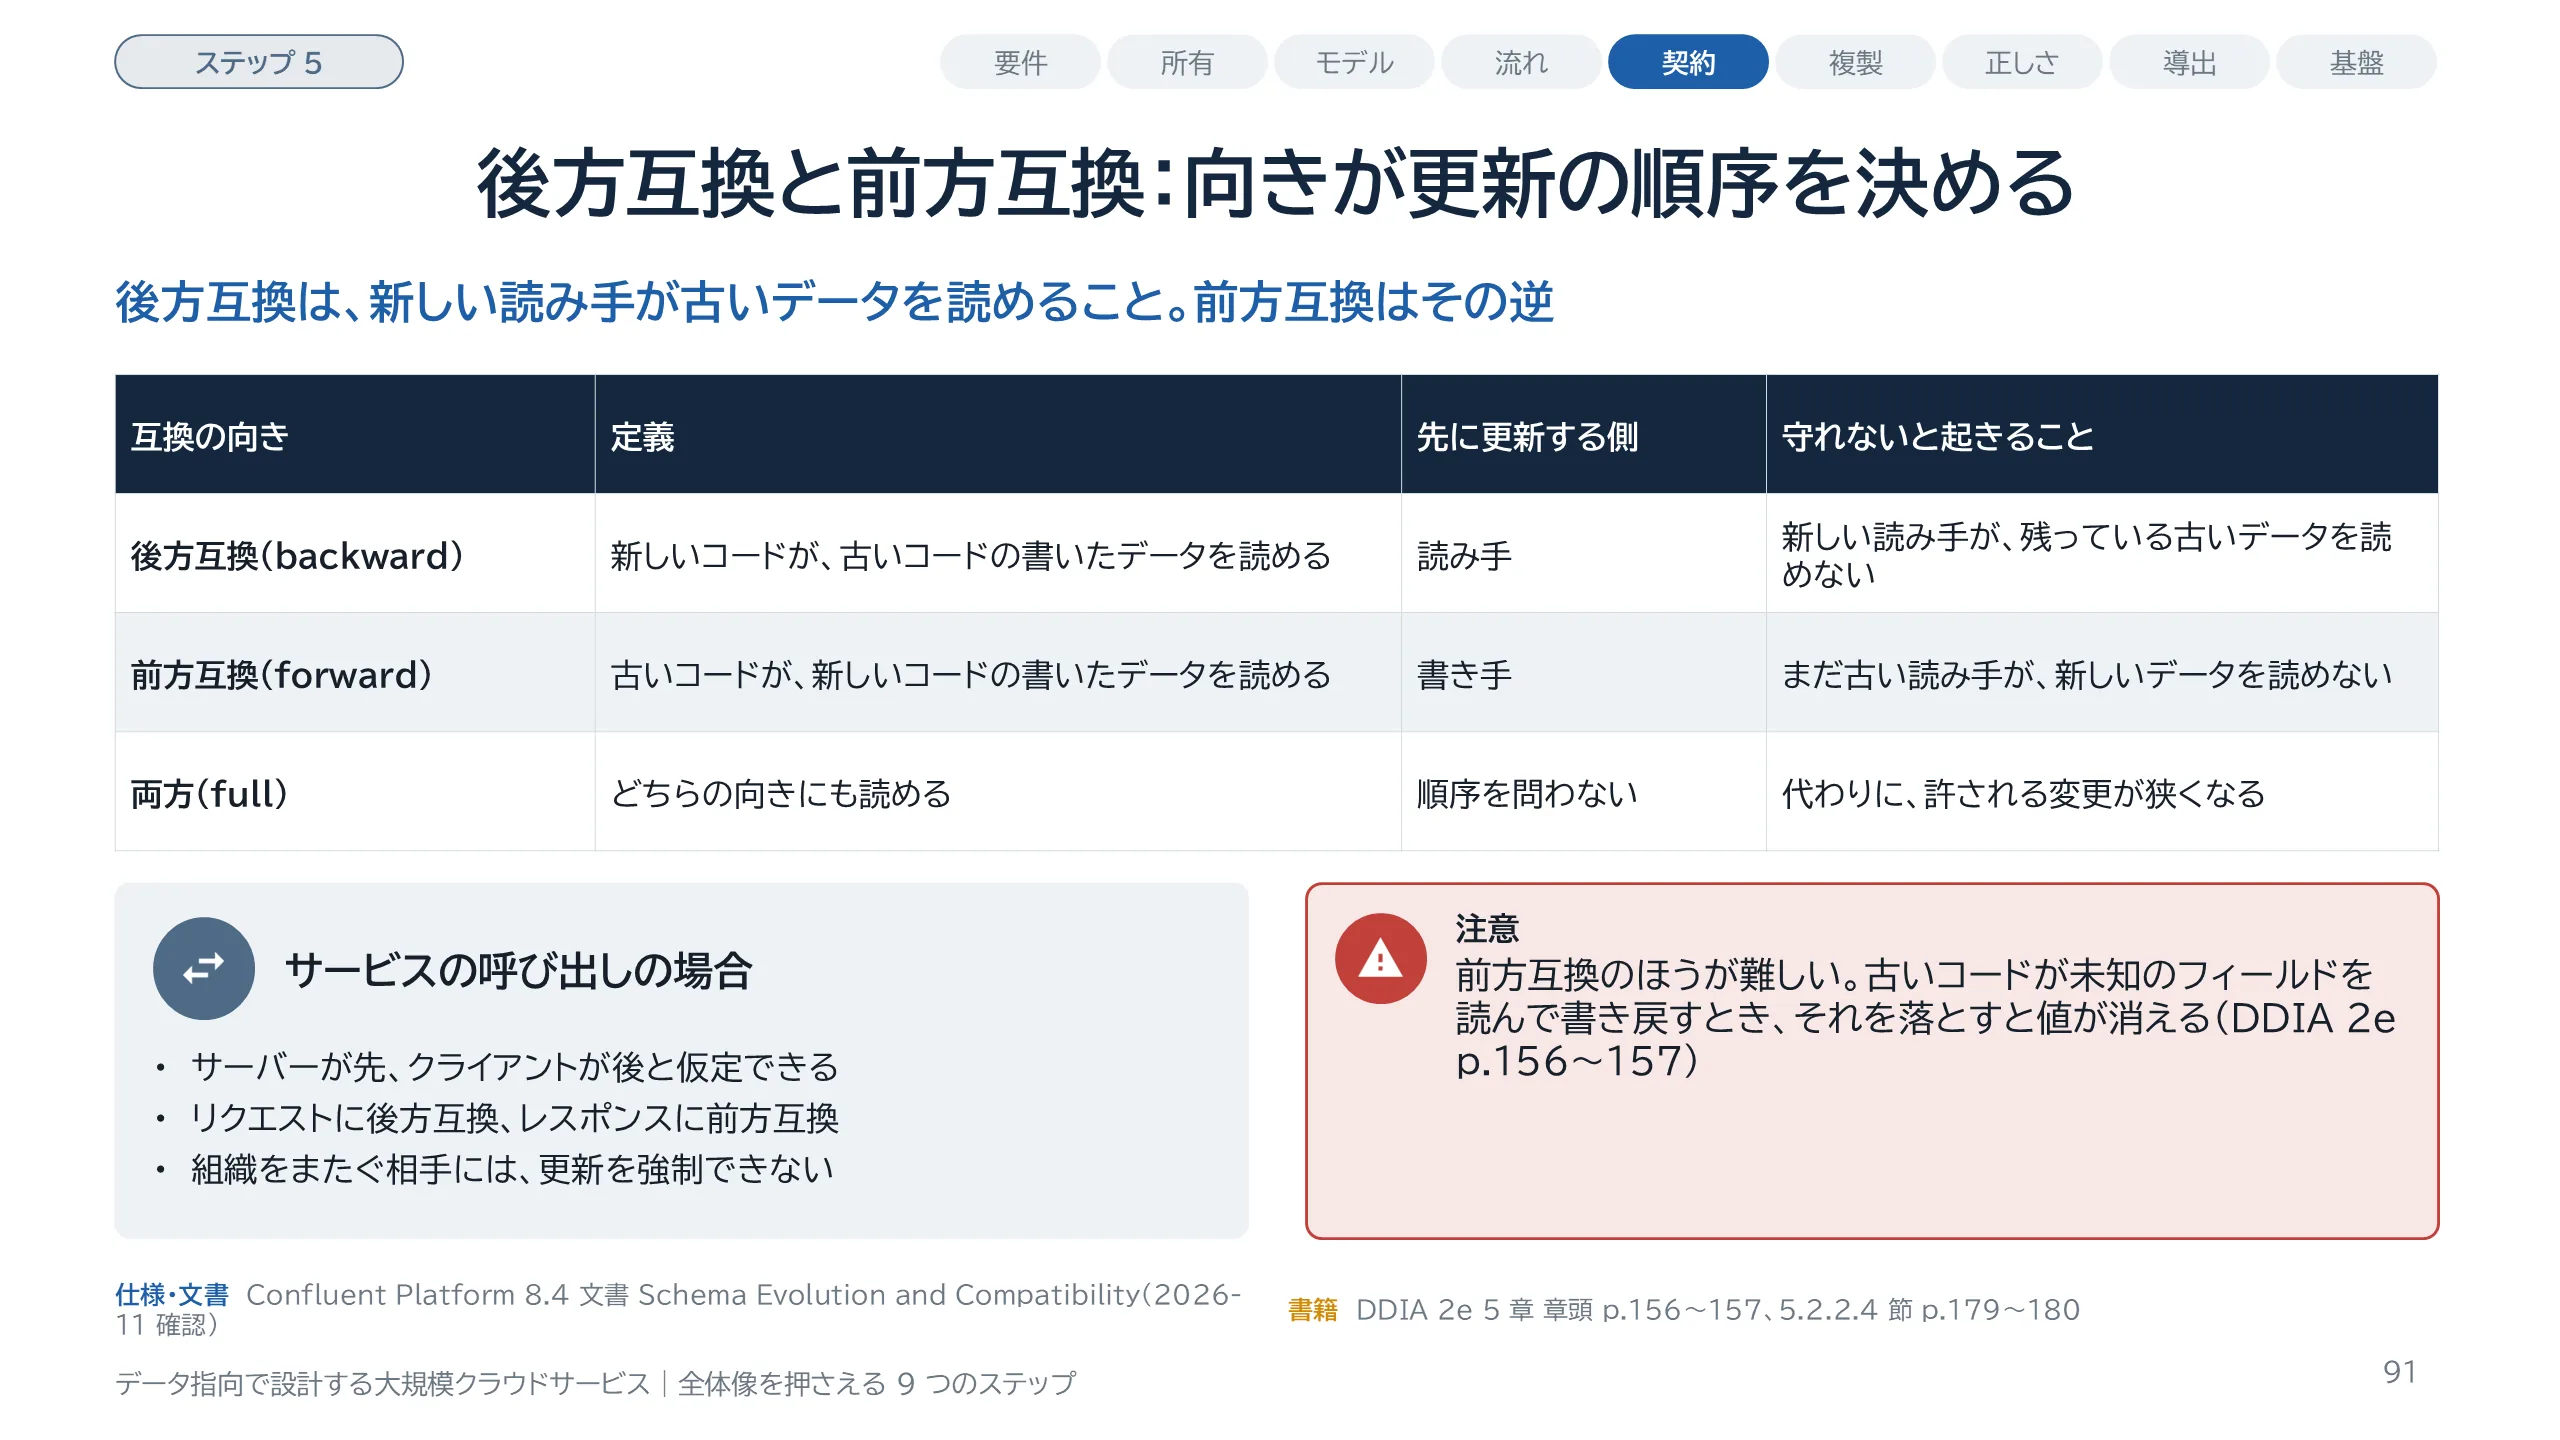 ステップ 5
要件
所有
モデル
流れ
契約
複製
正しさ
導出
基盤
後方互換と前方互換：向きが更新の順序を決める
後方互換は、新しい読み手が古いデータを読めること。前方互換はその逆
互換の向き
定義
先に更新する側
守れないと起きること
後方互換（backward）
新しいコードが、古いコードの書いたデータを読める
読み手
新しい読み手が、残っている古いデータを読
めない
前方互換（forward）
古いコードが、新しいコードの書いたデータを読める
書き手
まだ古い読み手が、新しいデータを読めない
両方（full）
どちらの向きにも読める
順序を問わない
代わりに、許される変更が狭くなる
サービスの呼び出しの場合
• サーバーが先、クライアントが後と仮定できる
• リクエストに後方互換、レスポンスに前方互換
• 組織をまたぐ相手には、更新を強制できない
注意
前方互換のほうが難しい。古いコードが未知のフィールドを
読んで書き戻すとき、それを落とすと値が消える（DDIA 2e
p.156〜157）
仕様・文書 Confluent Platform 8.4 文書 Schema Evolution and Compatibility（2026-
11 確認）
書籍 DDIA 2e 5 章 章頭 p.156〜157、5.2.2.4 節 p.179〜180
データ指向で設計する大規模クラウドサービス｜全体像を押さえる 9 つのステップ
91